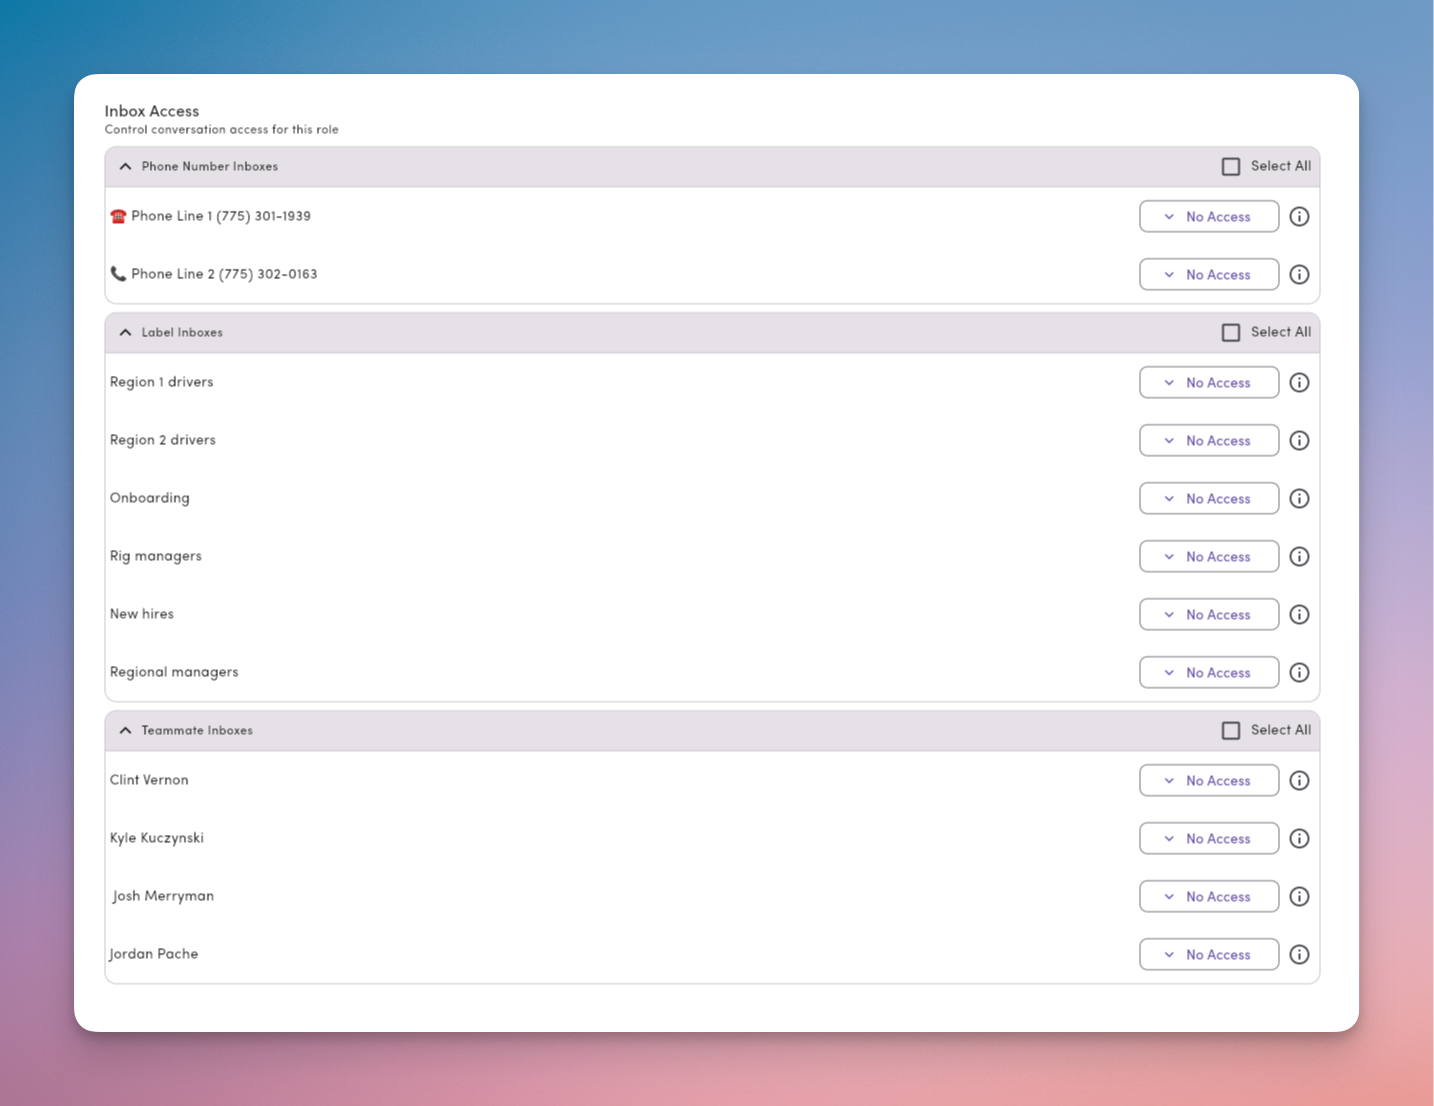 Inbox Access
Control conversation access for this role
Phone Number Inboxes Select All
☎️ Phone Line 1 (775) 301-1939 No Access
📞 Phone Line 2 (775) 302-0163 No Access
Label Inboxes Select All
Region 1 drivers No Access
Region 2 drivers No Access
Onboarding No Access
Rig managers No Access
New hires No Access
Regional managers No Access
Teammate Inboxes Select All
Clint Vernon No Access
Kyle Kuczynski No Access
Josh Merryman No Access
Jordan Pache No Access